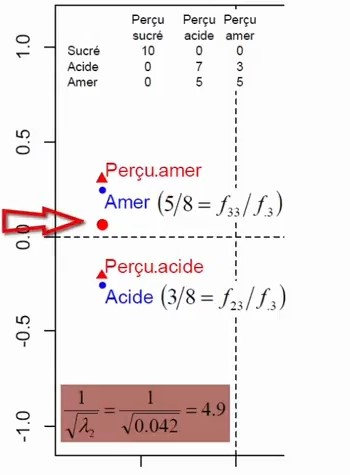 Perçu Perçu Perçu
sucré acide amer
Sucré 10 0 0
Acide 0 7 3
Amer 0 5 5
1.0
0.5
Perçu.amer
Amer (5/8 = f₃₃/f.₃)
0.0
Perçu.acide
Acide (3/8 = f₂₃/f.₃)
-0.5
1/√λ₂ = 1/√0.042 = 4.9
-1.0